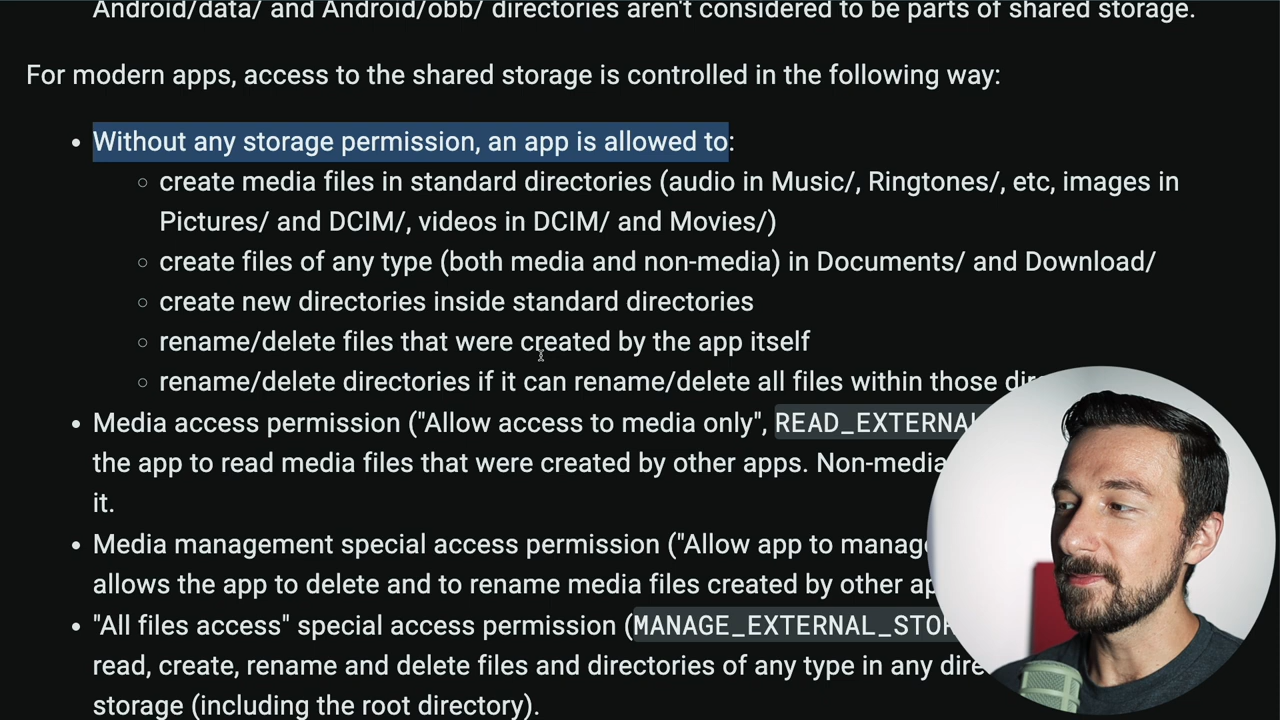 Android/data/ and Android/obb/ directories aren't considered to be parts of shared storage.
For modern apps, access to the shared storage is controlled in the following way:
• Without any storage permission, an app is allowed to:
○ create media files in standard directories (audio in Music/, Ringtones/, etc, images in
Pictures/ and DCIM/, videos in DCIM/ and Movies/)
○ create files of any type (both media and non-media) in Documents/ and Download/
○ create new directories inside standard directories
○ rename/delete files that were created by the app itself
○ rename/delete directories if it can rename/delete all files within those
• Media access permission ("Allow access to media only",
the app to read media files that were created by other apps. Non-media
it.
• Media management special access permission ("Allow app to manage
allows the app to delete and to rename media files created by other
• "All files access" special access permission (
read, create, rename and delete files and directories of any type in any
storage (including the root directory).